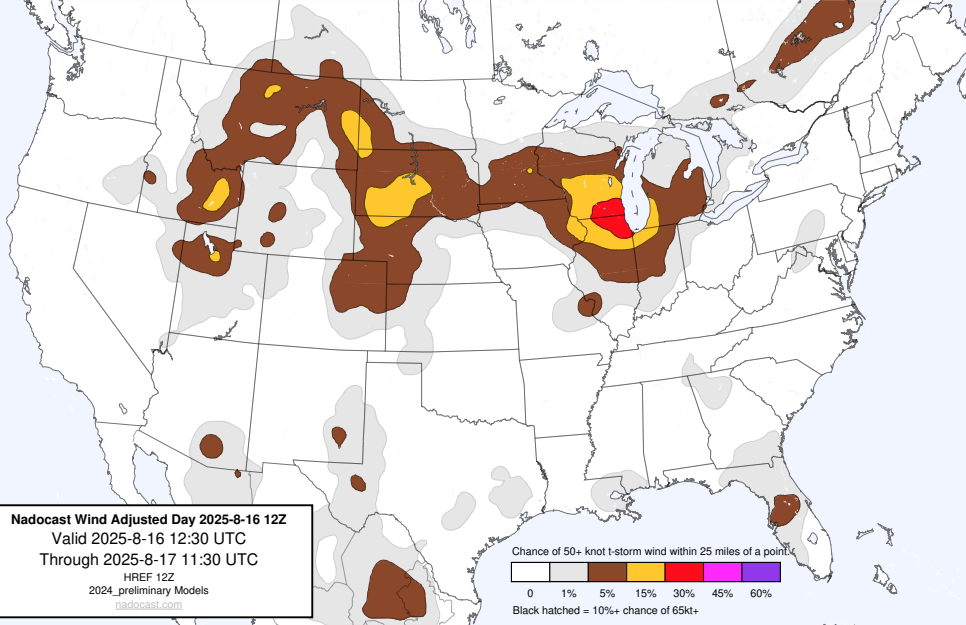 Nadocast Wind Adjusted Day 2025-8-16 12Z
Valid 2025-8-16 12:30 UTC
Through 2025-8-17 11:30 UTC
HREF 12Z
2024_preliminary Models
nadocast.com
Chance of 50+ knot t-storm wind within 25 miles of a point.
0 1% 5% 15% 30% 45% 60%
Black hatched = 10%+ chance of 65kt+